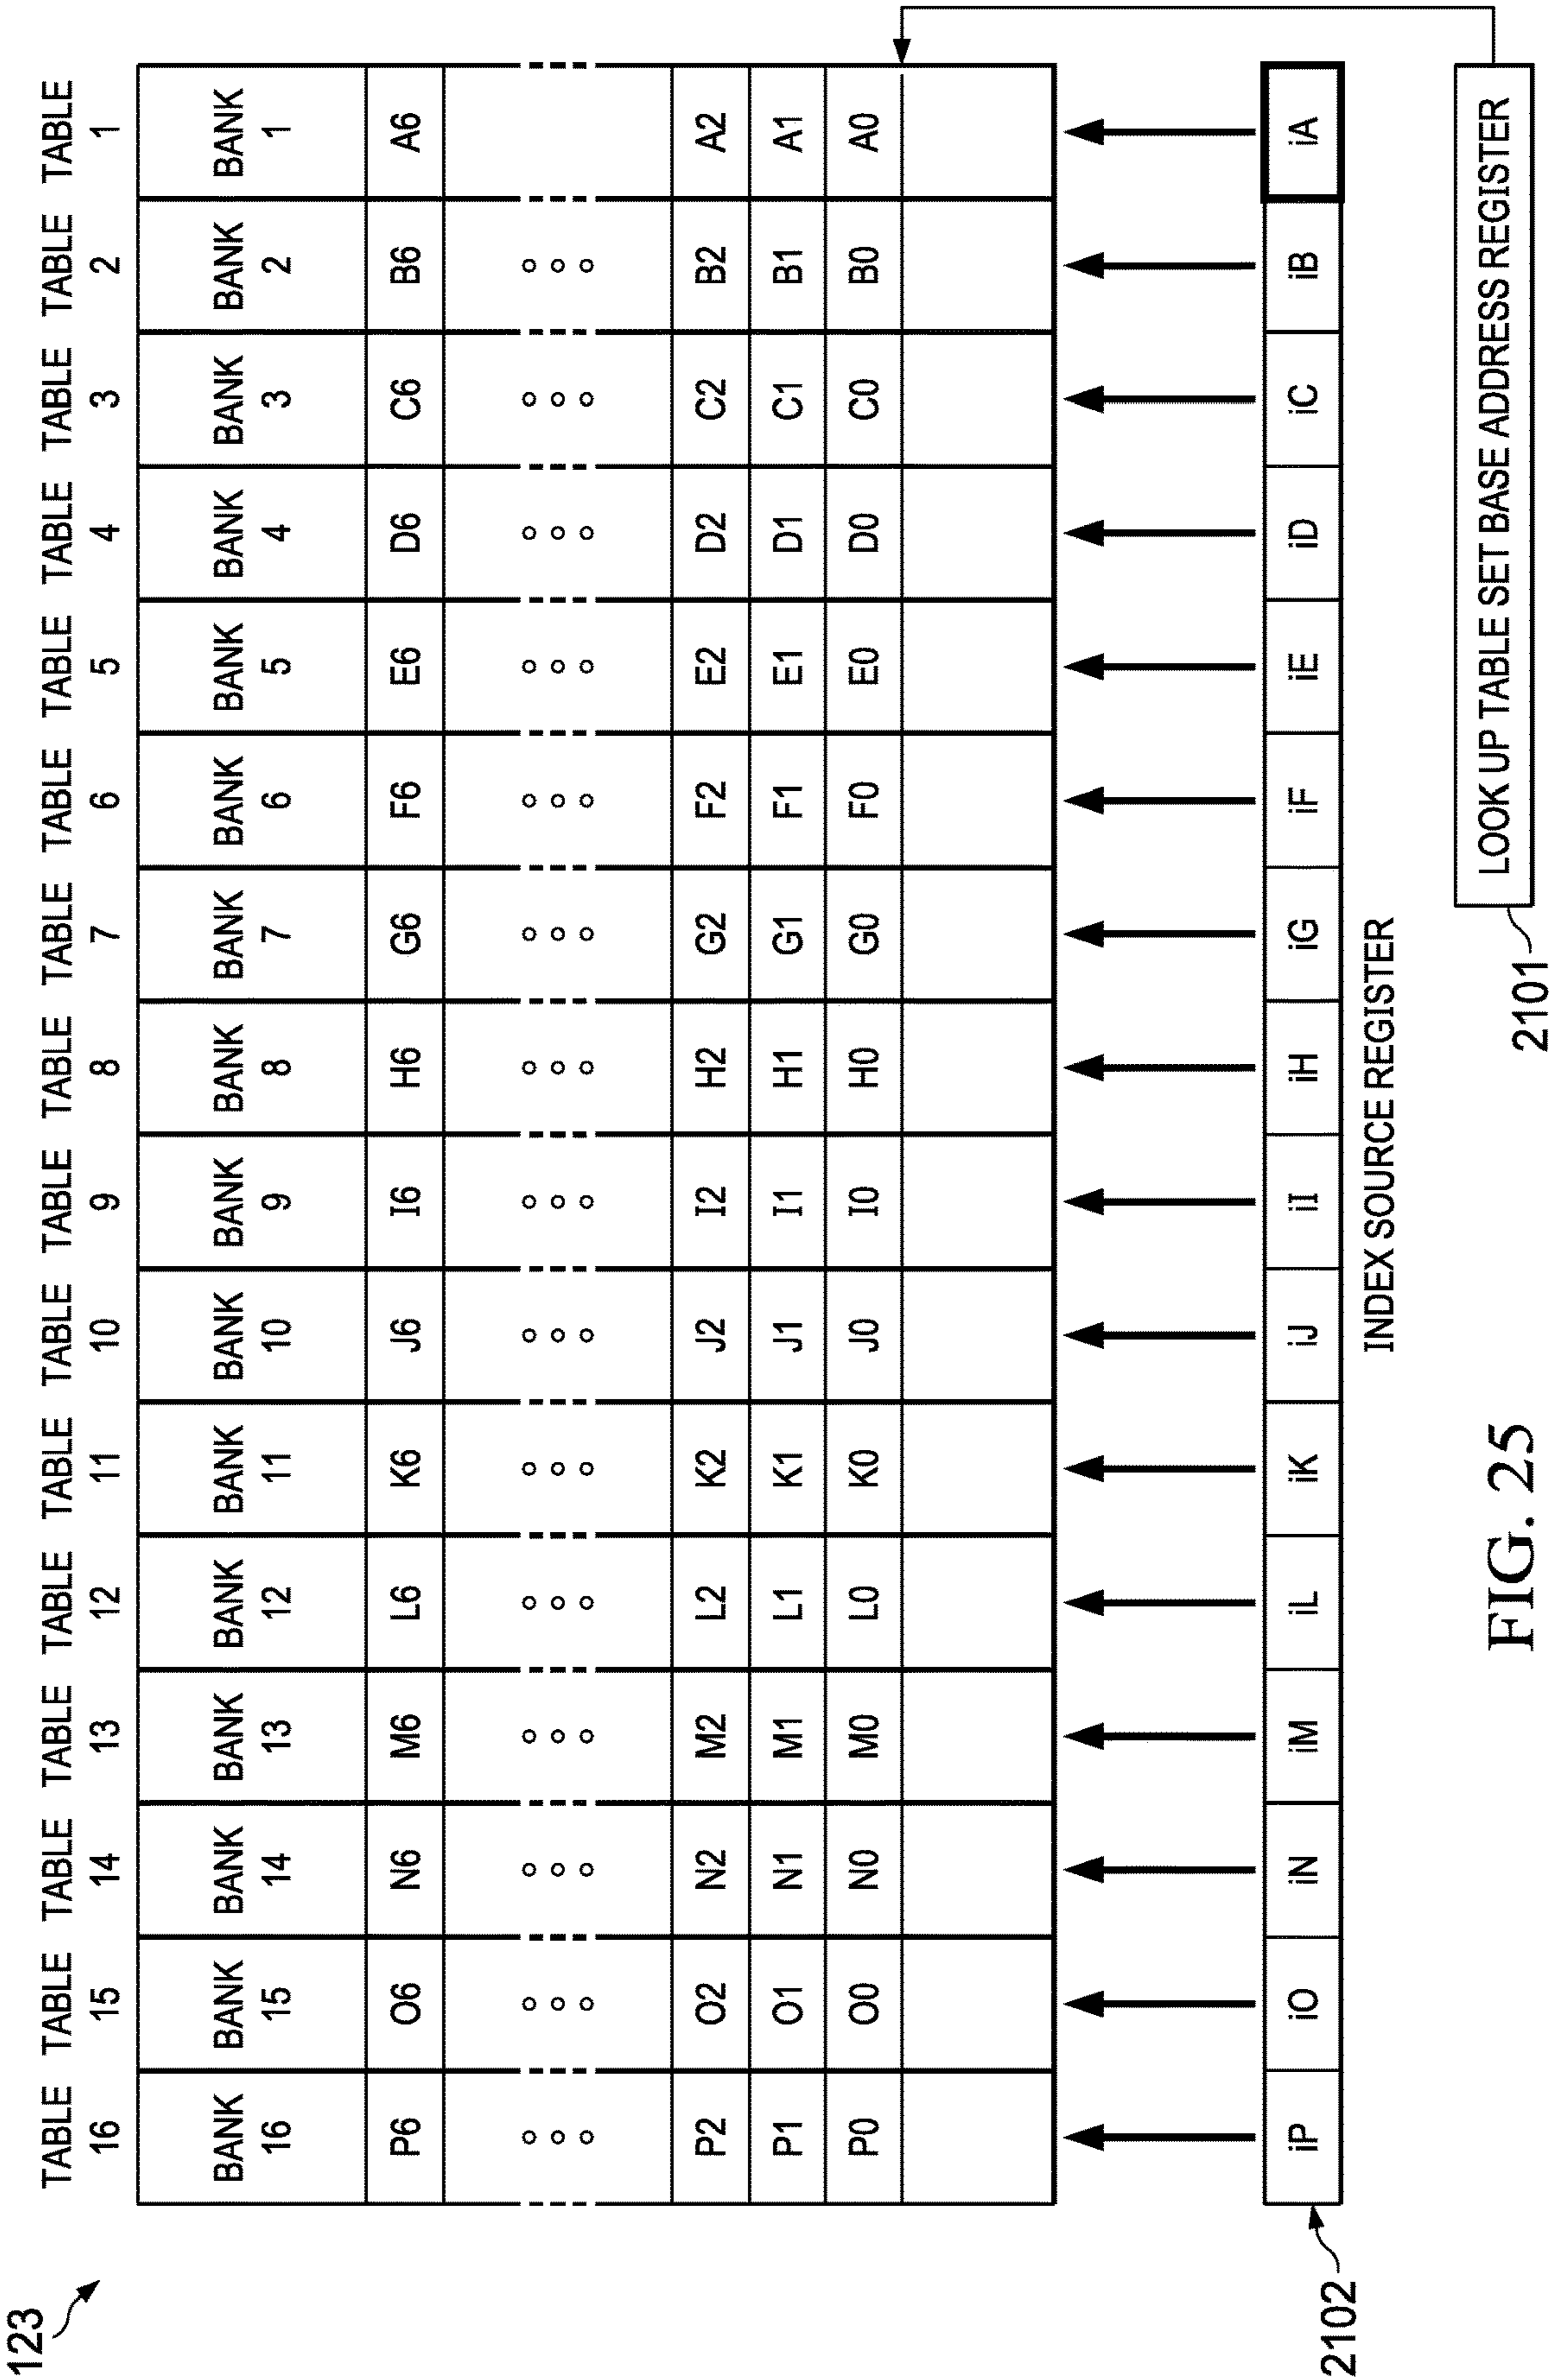 123
TABLE TABLE TABLE TABLE TABLE TABLE TABLE TABLE TABLE TABLE TABLE TABLE TABLE TABLE TABLE TABLE
16 15 14 13 12 11 10 9 8 7 6 5 4 3 2 1
BANK BANK BANK BANK BANK BANK BANK BANK BANK BANK BANK BANK BANK BANK BANK BANK
16 15 14 13 12 11 10 9 8 7 6 5 4 3 2 1
P6 O6 N6 M6 L6 K6 J6 I6 H6 G6 F6 E6 D6 C6 B6 A6
P2 O2 N2 M2 L2 K2 J2 I2 H2 G2 F2 E2 D2 C2 B2 A2
P1 O1 N1 M1 L1 K1 J1 I1 H1 G1 F1 E1 D1 C1 B1 A1
P0 O0 N0 M0 L0 K0 J0 I0 H0 G0 F0 E0 D0 C0 B0 A0
iP iO iN iM iL iK iJ iI iH iG iF iE iD iC iB iA
2102
INDEX SOURCE REGISTER
LOOK UP TABLE SET BASE ADDRESS REGISTER
2101
FIG. 25